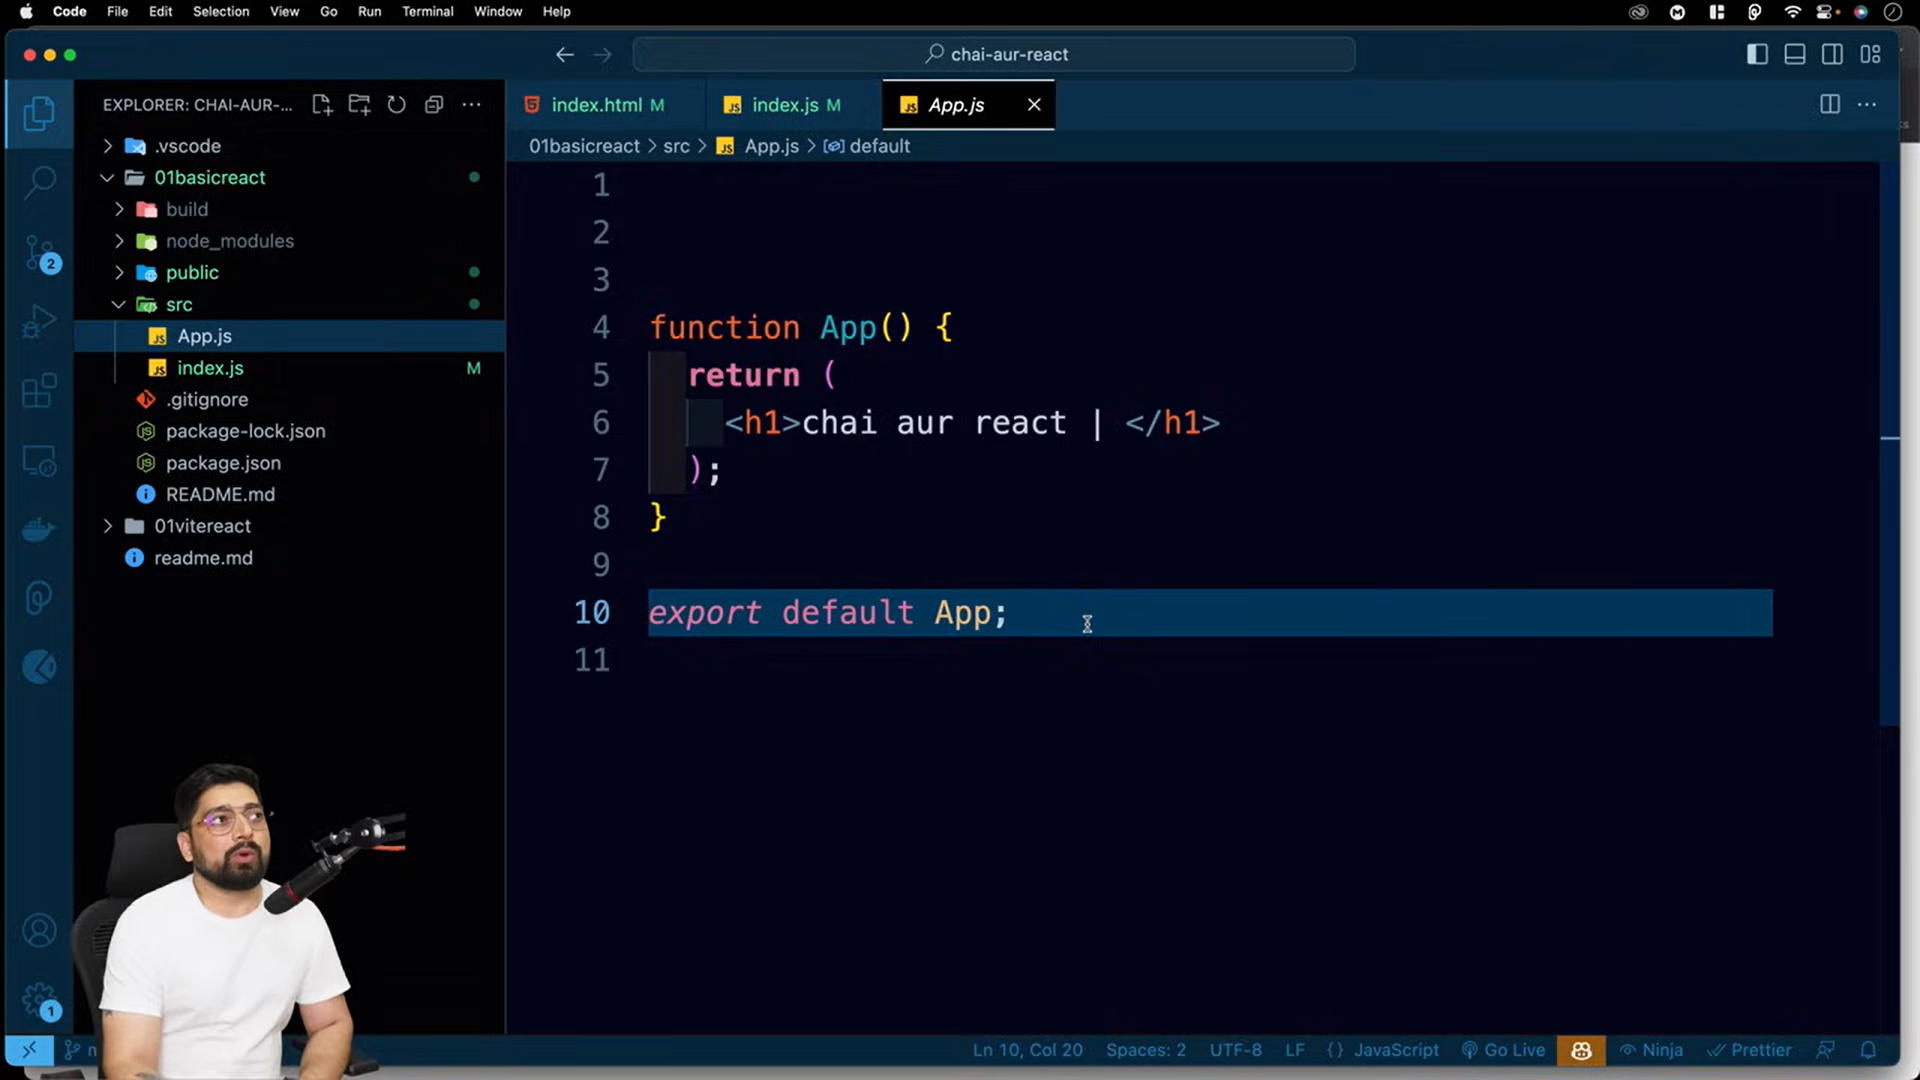 Code File Edit Selection View Go Run Terminal Window Help
chai-aur-react
EXPLORER: CHAI-AUR-...
index.html M
index.js M
App.js
01basicreact > src > App.js > default
.vscode
01basicreact
build
node_modules
public
src
App.js
index.js M
.gitignore
package-lock.json
package.json
README.md
01vitereact
readme.md
2
1
1
2
3
4 function App() {
5 return (
6 <h1>chai aur react | </h1>
7 );
8 }
9
10 export default App;
11
Ln 10, Col 20 Spaces: 2 UTF-8 LF {} JavaScript Go Live Ninja Prettier